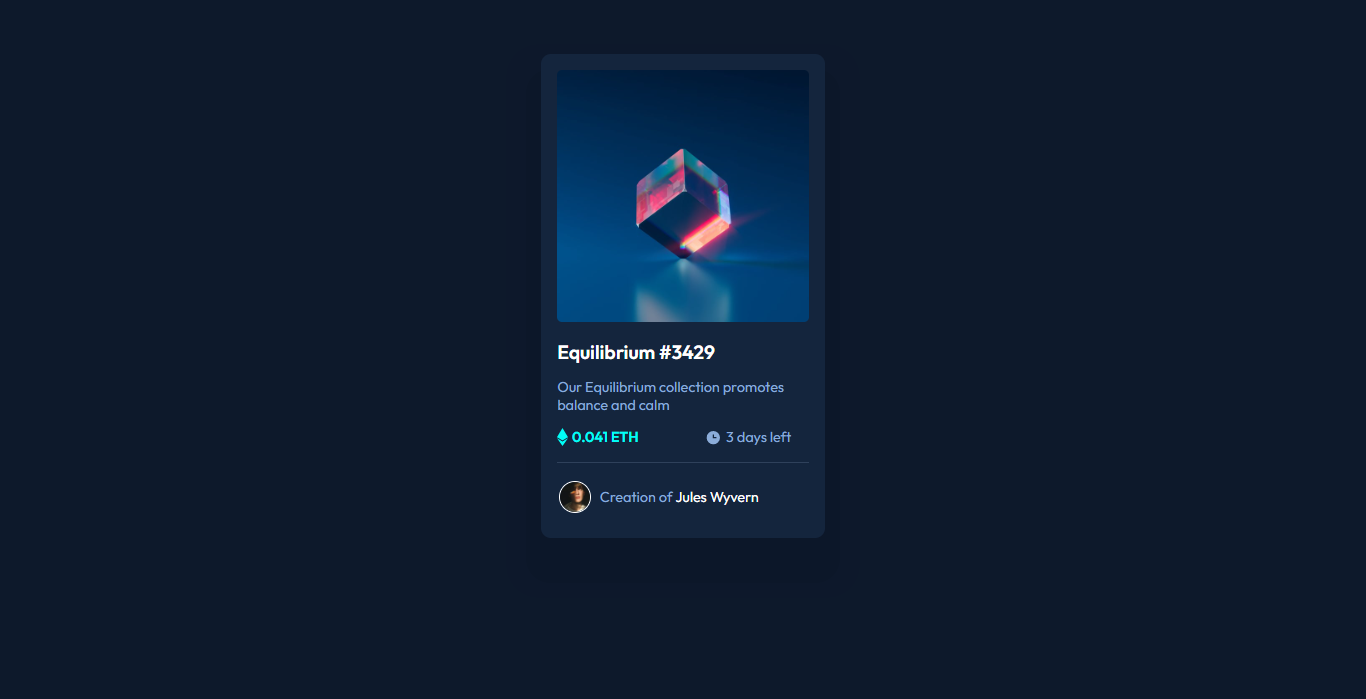 Equilibrium #3429
Our Equilibrium collection promotes
balance and calm
0.041 ETH 3 days left
Creation of Jules Wyvern